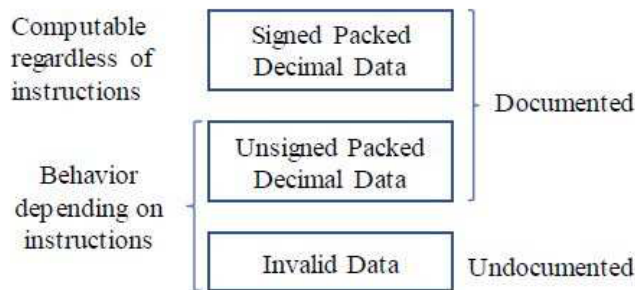 Computable
regardless of
instructions
Signed Packed
Decimal Data
Documented
Unsigned Packed
Decimal Data
Behavior
depending on
instructions
Invalid Data
Undocumented